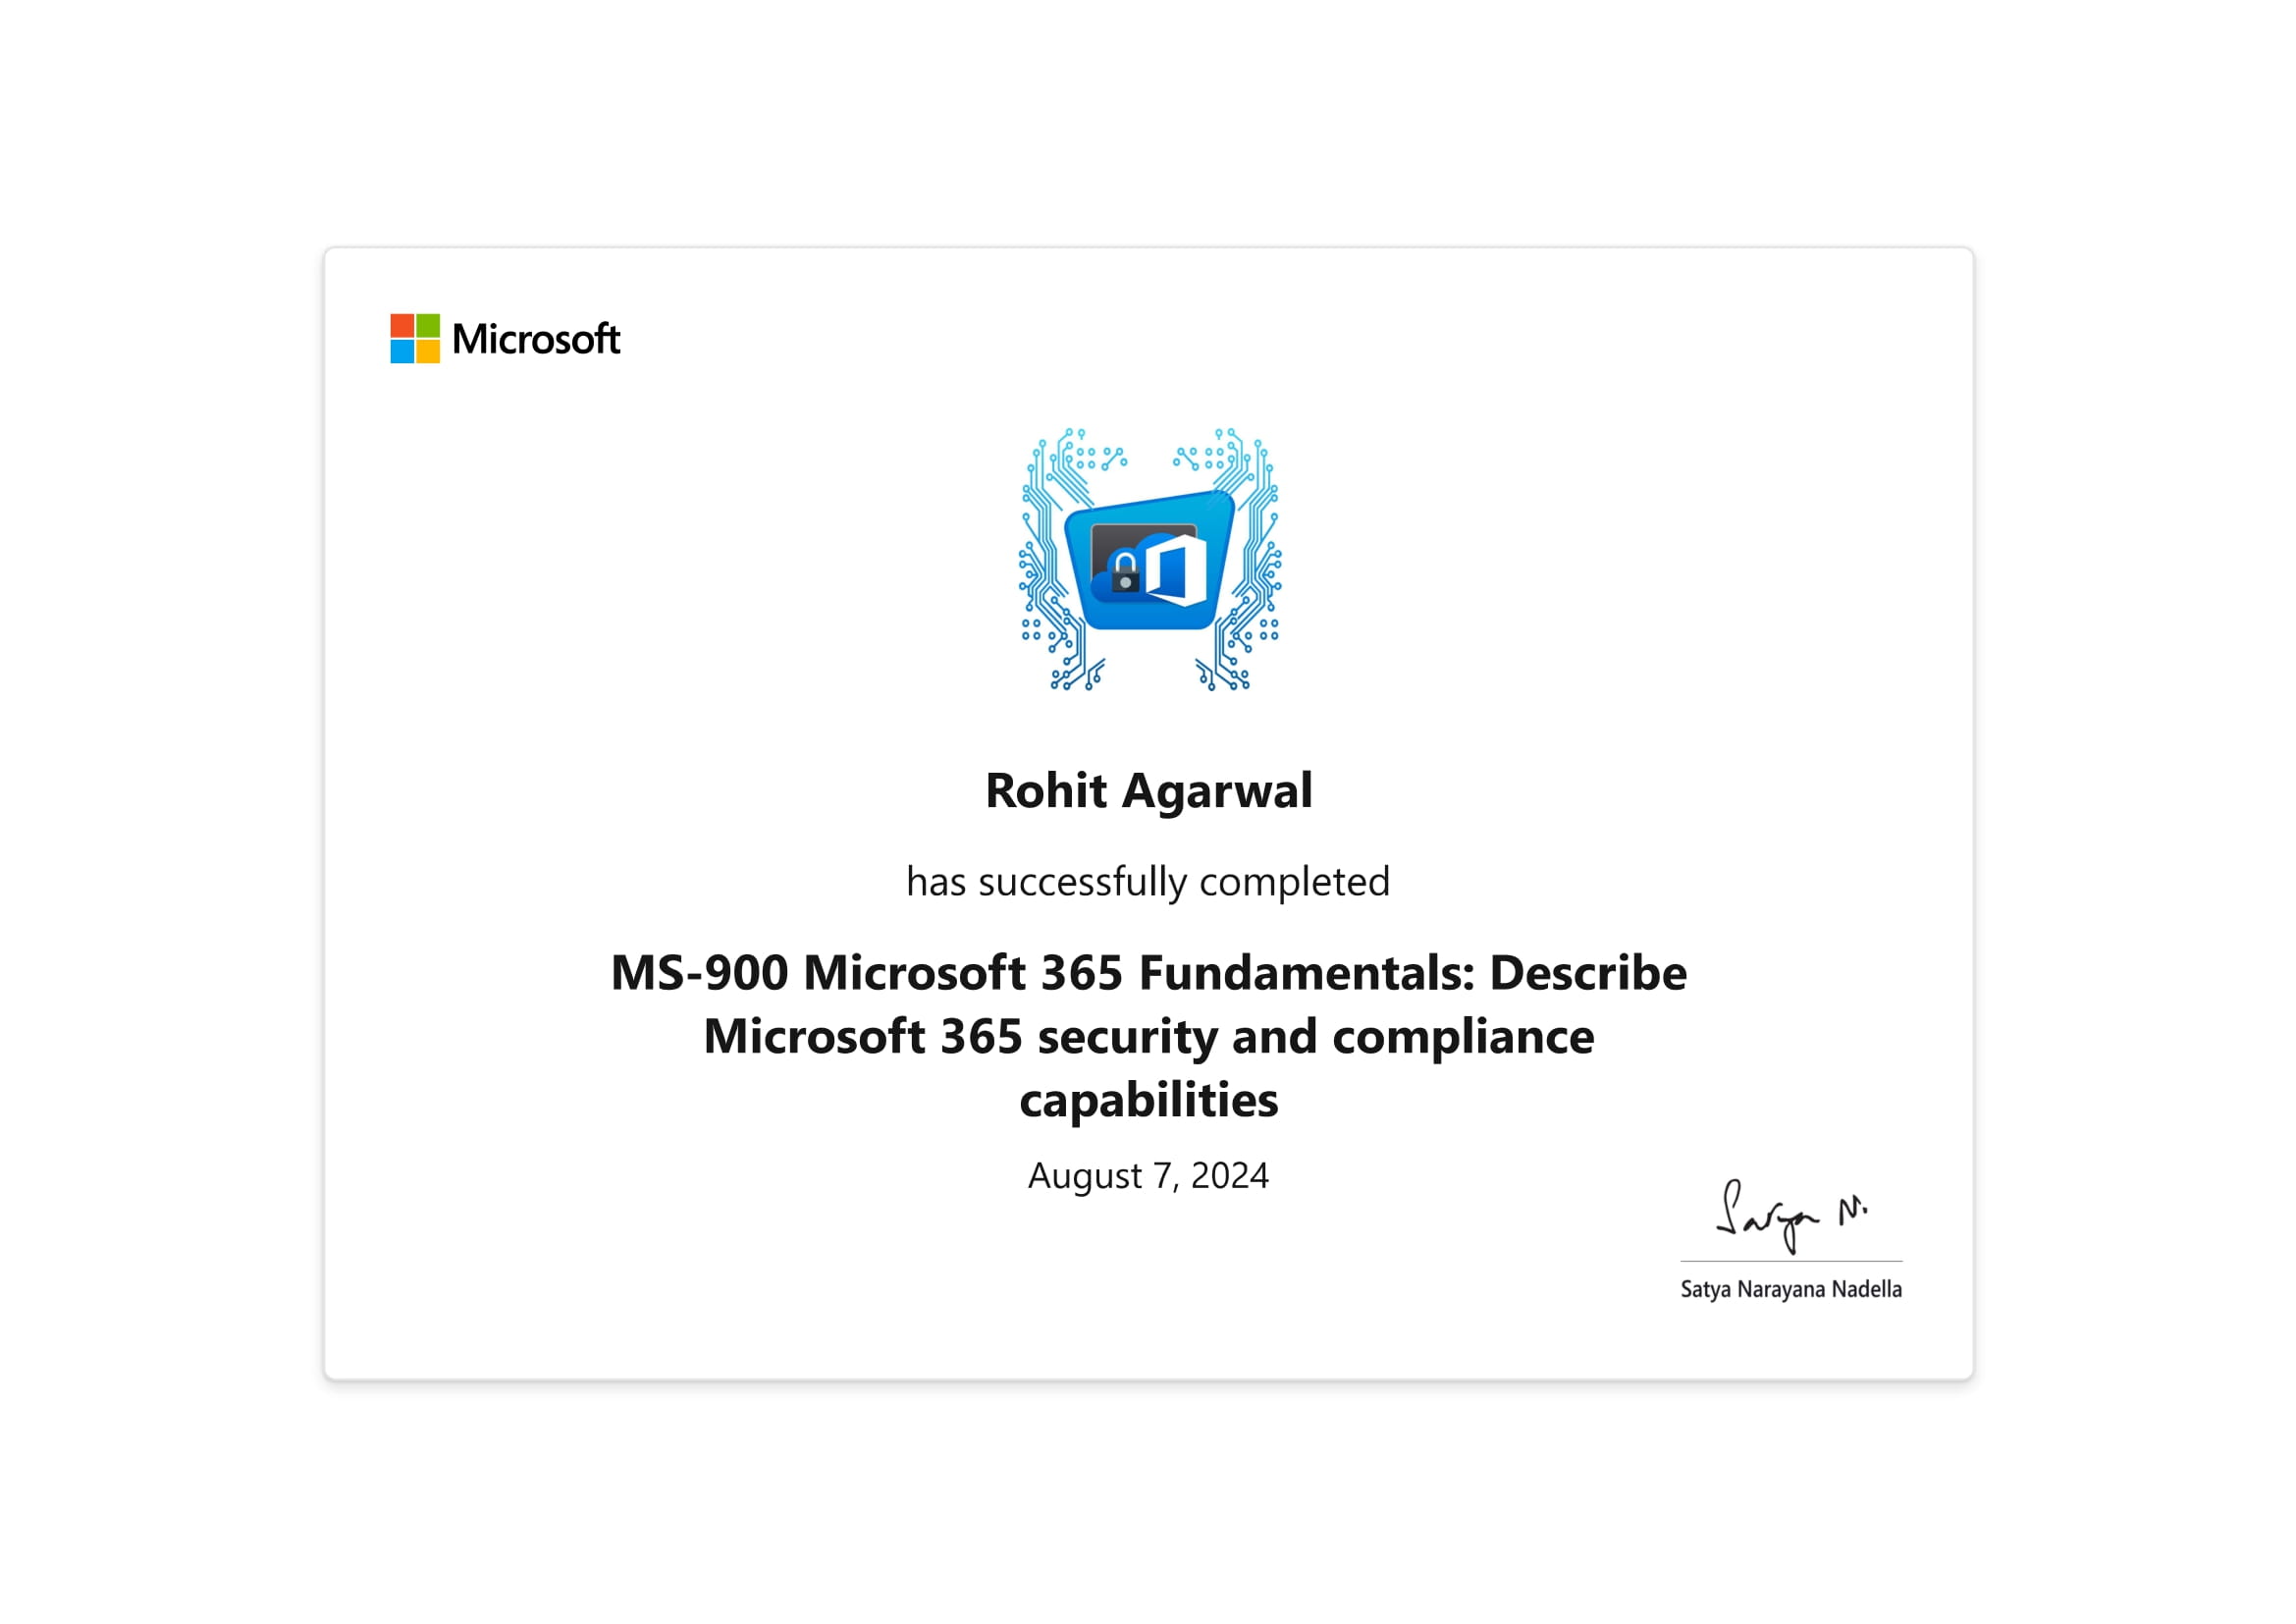 Microsoft
Rohit Agarwal
has successfully completed
MS-900 Microsoft 365 Fundamentals: Describe
Microsoft 365 security and compliance
capabilities
August 7, 2024
Satya N.
Satya Narayana Nadella